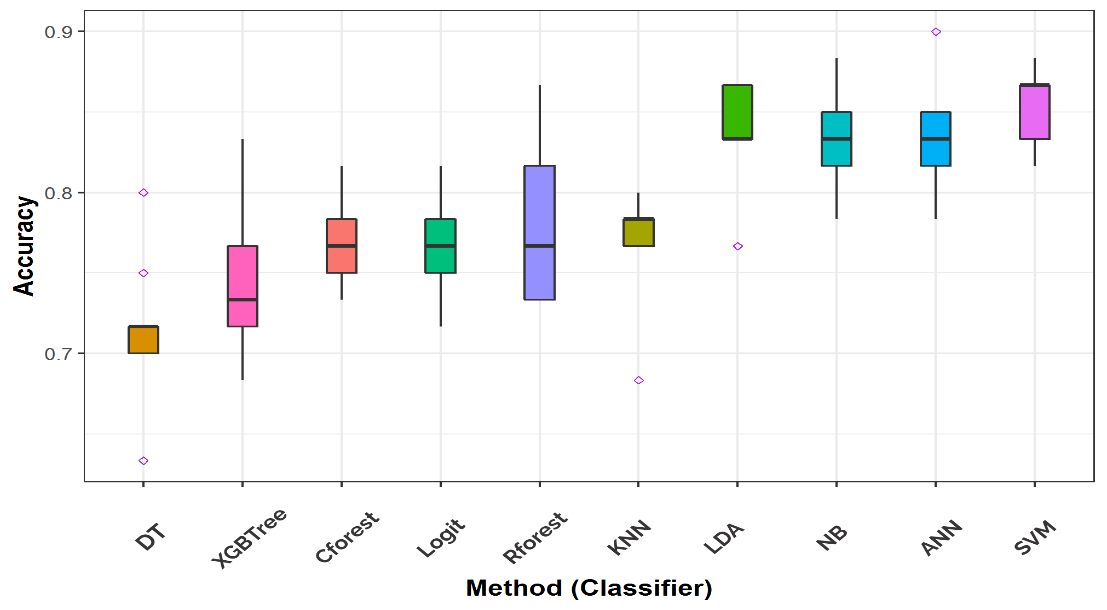 0.9
0.8
0.7
Accuracy
DT
XGBTree
Cforest
Logit
Rforest
KNN
LDA
NB
ANN
SVM
Method (Classifier)